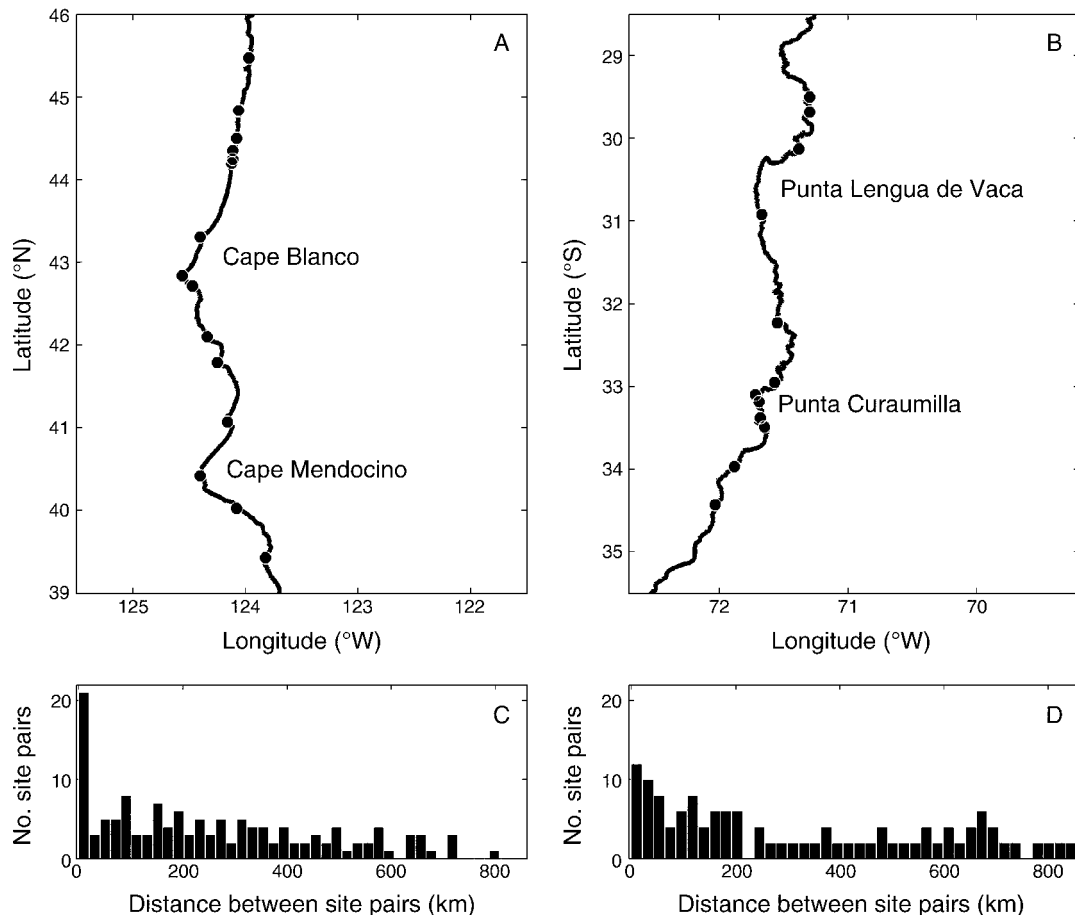 A
46
45
44
43
42
41
40
39
Latitude (°N)
Cape Blanco
Cape Mendocino
125
124
123
122
Longitude (°W)
B
29
30
31
32
33
34
35
Latitude (°S)
Punta Lengua de Vaca
Punta Curaumilla
72
71
70
Longitude (°W)
C
20
10
0
No. site pairs
0
200
400
600
800
Distance between site pairs (km)
D
20
10
0
No. site pairs
0
200
400
600
800
Distance between site pairs (km)